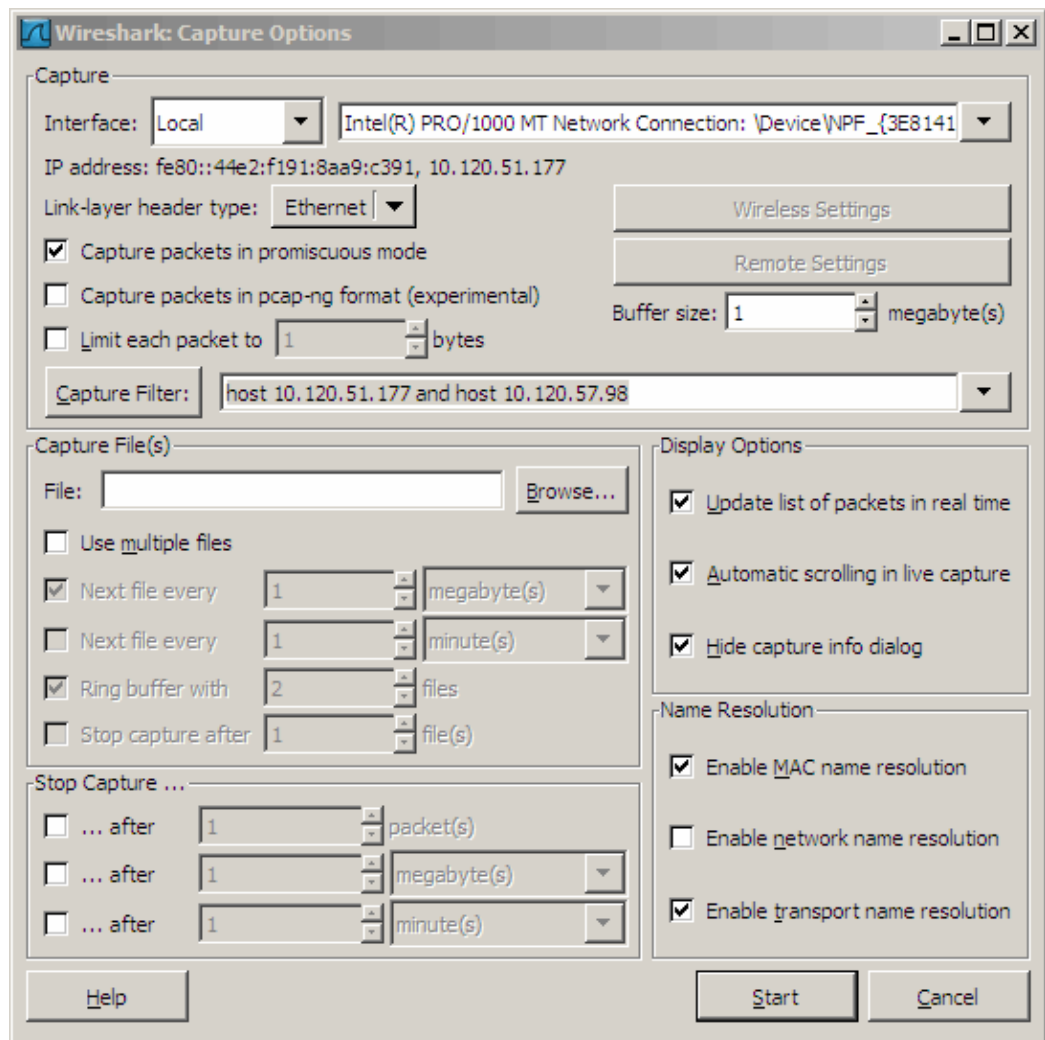 Wireshark: Capture Options
Capture
Interface: Local Intel(R) PRO/1000 MT Network Connection: \Device\NPF_{3E8141
IP address: fe80::44e2:f191:8aa9:c391, 10.120.51.177
Link-layer header type: Ethernet
Wireless Settings
Capture packets in promiscuous mode
Remote Settings
Capture packets in pcap-ng format (experimental)
Buffer size: 1 megabyte(s)
Limit each packet to 1 bytes
Capture Filter: host 10.120.51.177 and host 10.120.57.98
Capture File(s)
File: Browse...
Use multiple files
Next file every 1 megabyte(s)
Next file every 1 minute(s)
Ring buffer with 2 files
Stop capture after 1 file(s)
Stop Capture ...
... after 1 packet(s)
... after 1 megabyte(s)
... after 1 minute(s)
Display Options
Update list of packets in real time
Automatic scrolling in live capture
Hide capture info dialog
Name Resolution
Enable MAC name resolution
Enable network name resolution
Enable transport name resolution
Help Start Cancel